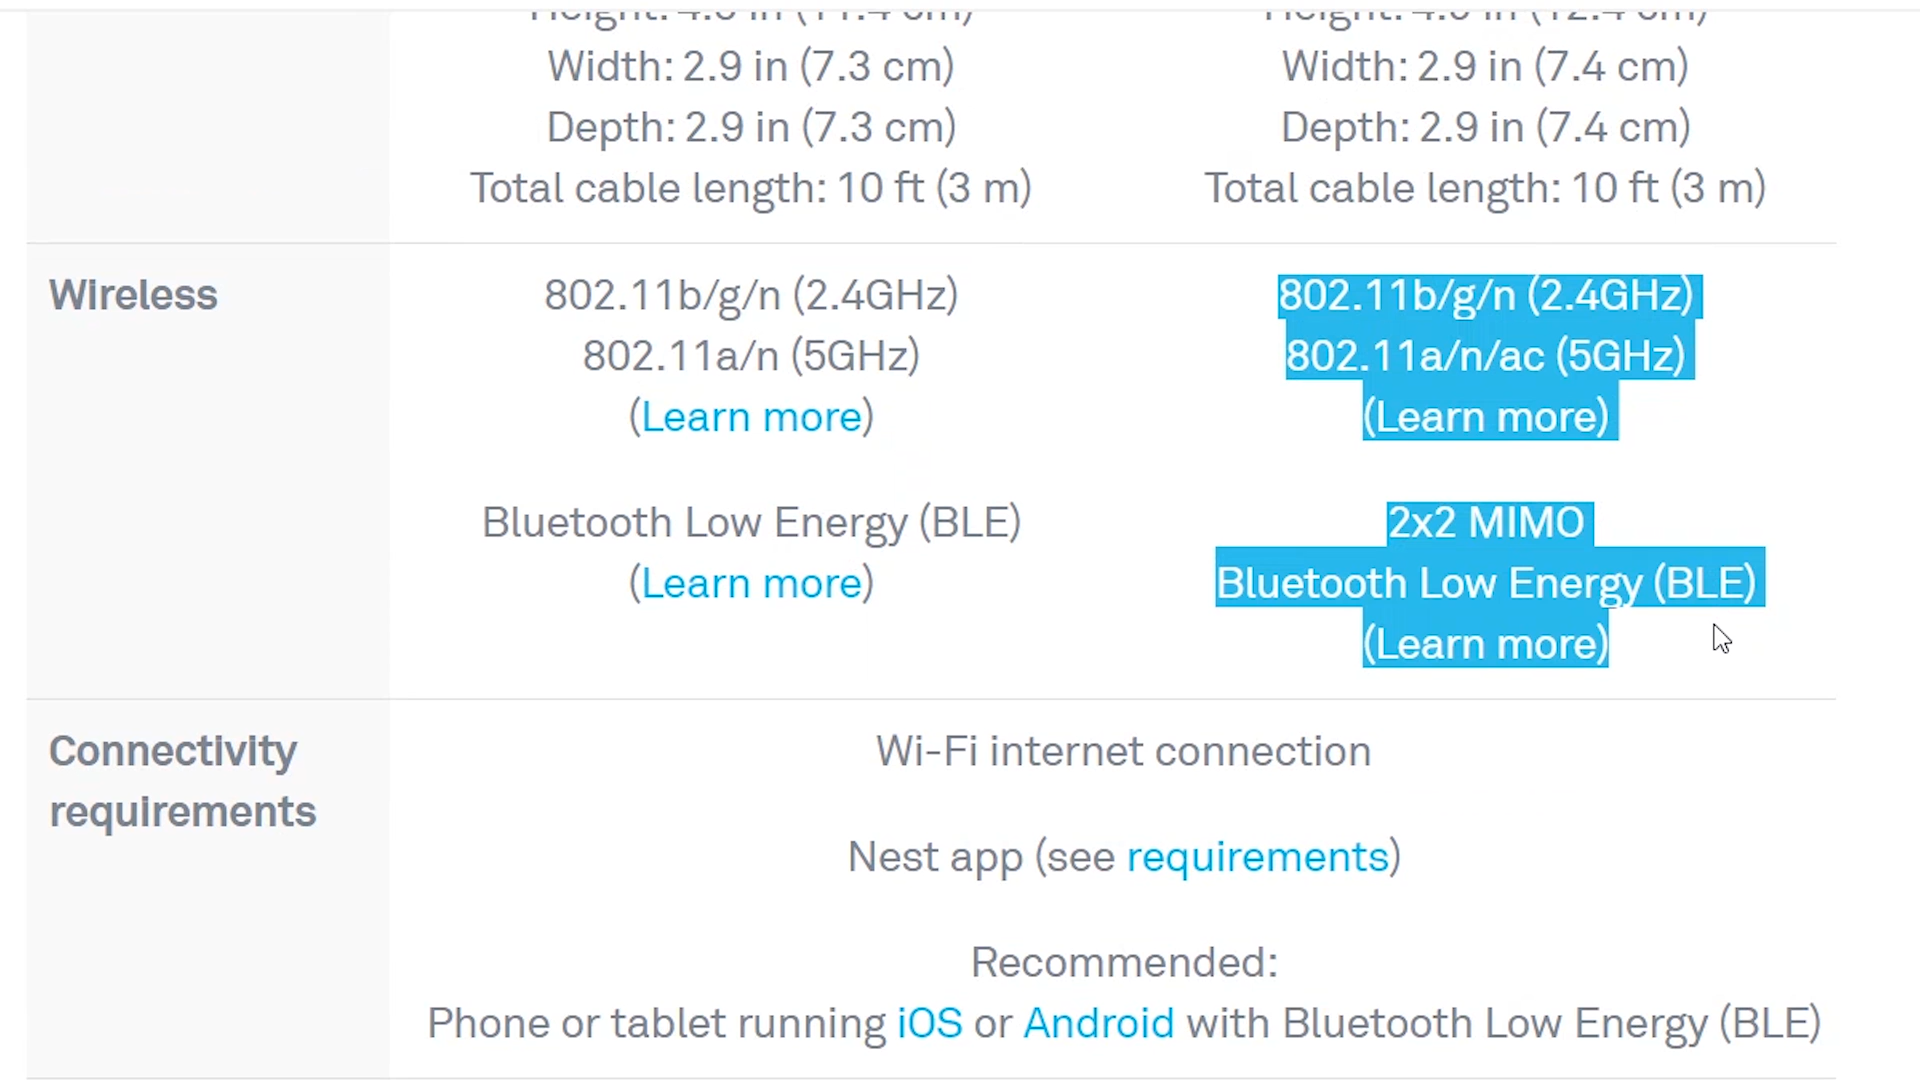 Width: 2.9 in (7.3 cm)
Depth: 2.9 in (7.3 cm)
Total cable length: 10 ft (3 m)
Width: 2.9 in (7.4 cm)
Depth: 2.9 in (7.4 cm)
Total cable length: 10 ft (3 m)
Wireless
802.11b/g/n (2.4GHz)
802.11a/n (5GHz)
(Learn more)
Bluetooth Low Energy (BLE)
(Learn more)
802.11b/g/n (2.4GHz)
802.11a/n/ac (5GHz)
(Learn more)
2x2 MIMO
Bluetooth Low Energy (BLE)
(Learn more)
Connectivity
requirements
Wi-Fi internet connection
Nest app (see requirements)
Recommended:
Phone or tablet running iOS or Android with Bluetooth Low Energy (BLE)